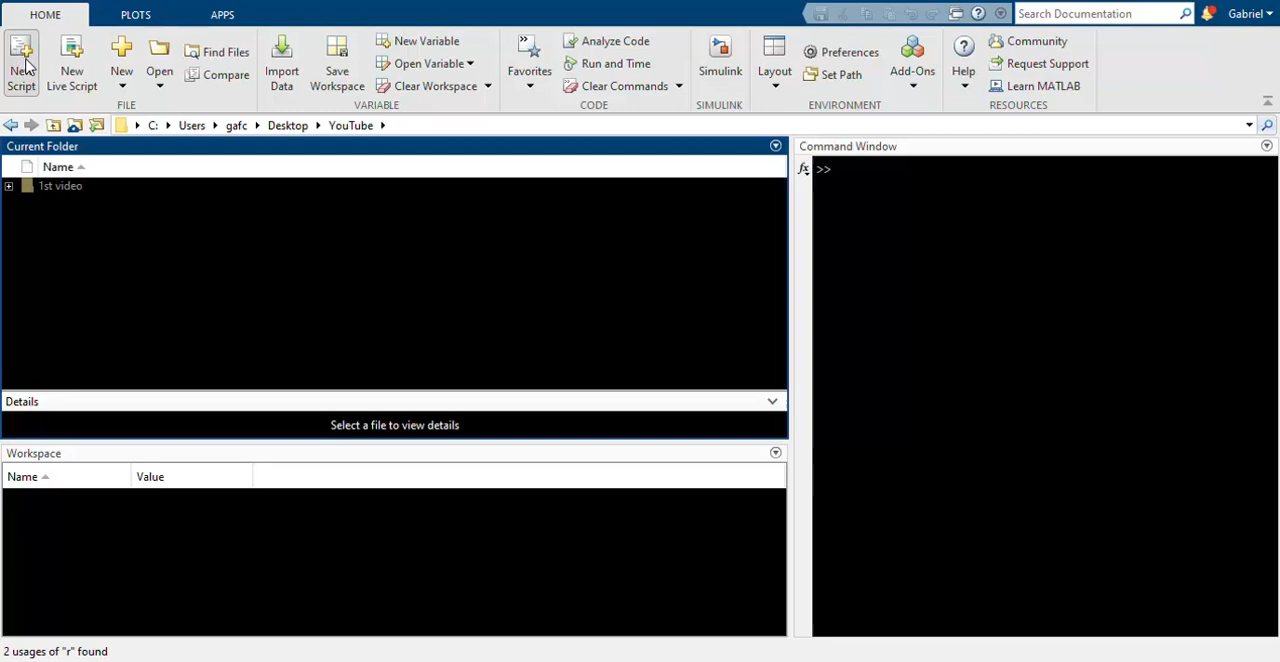 HOME PLOTS APPS Search Documentation Gabriel
New Script
New Live Script
New
Open
Find Files
Compare
FILE
Import Data
Save Workspace
New Variable
Open Variable
Clear Workspace
VARIABLE
Favorites
Analyze Code
Run and Time
Clear Commands
CODE
Simulink
SIMULINK
Layout
Preferences
Set Path
Add-Ons
ENVIRONMENT
Help
Community
Request Support
Learn MATLAB
RESOURCES
C: Users gafc Desktop YouTube
Current Folder
Name
1st video
Details
Select a file to view details
Workspace
Name Value
Command Window
fx >>
2 usages of "r" found